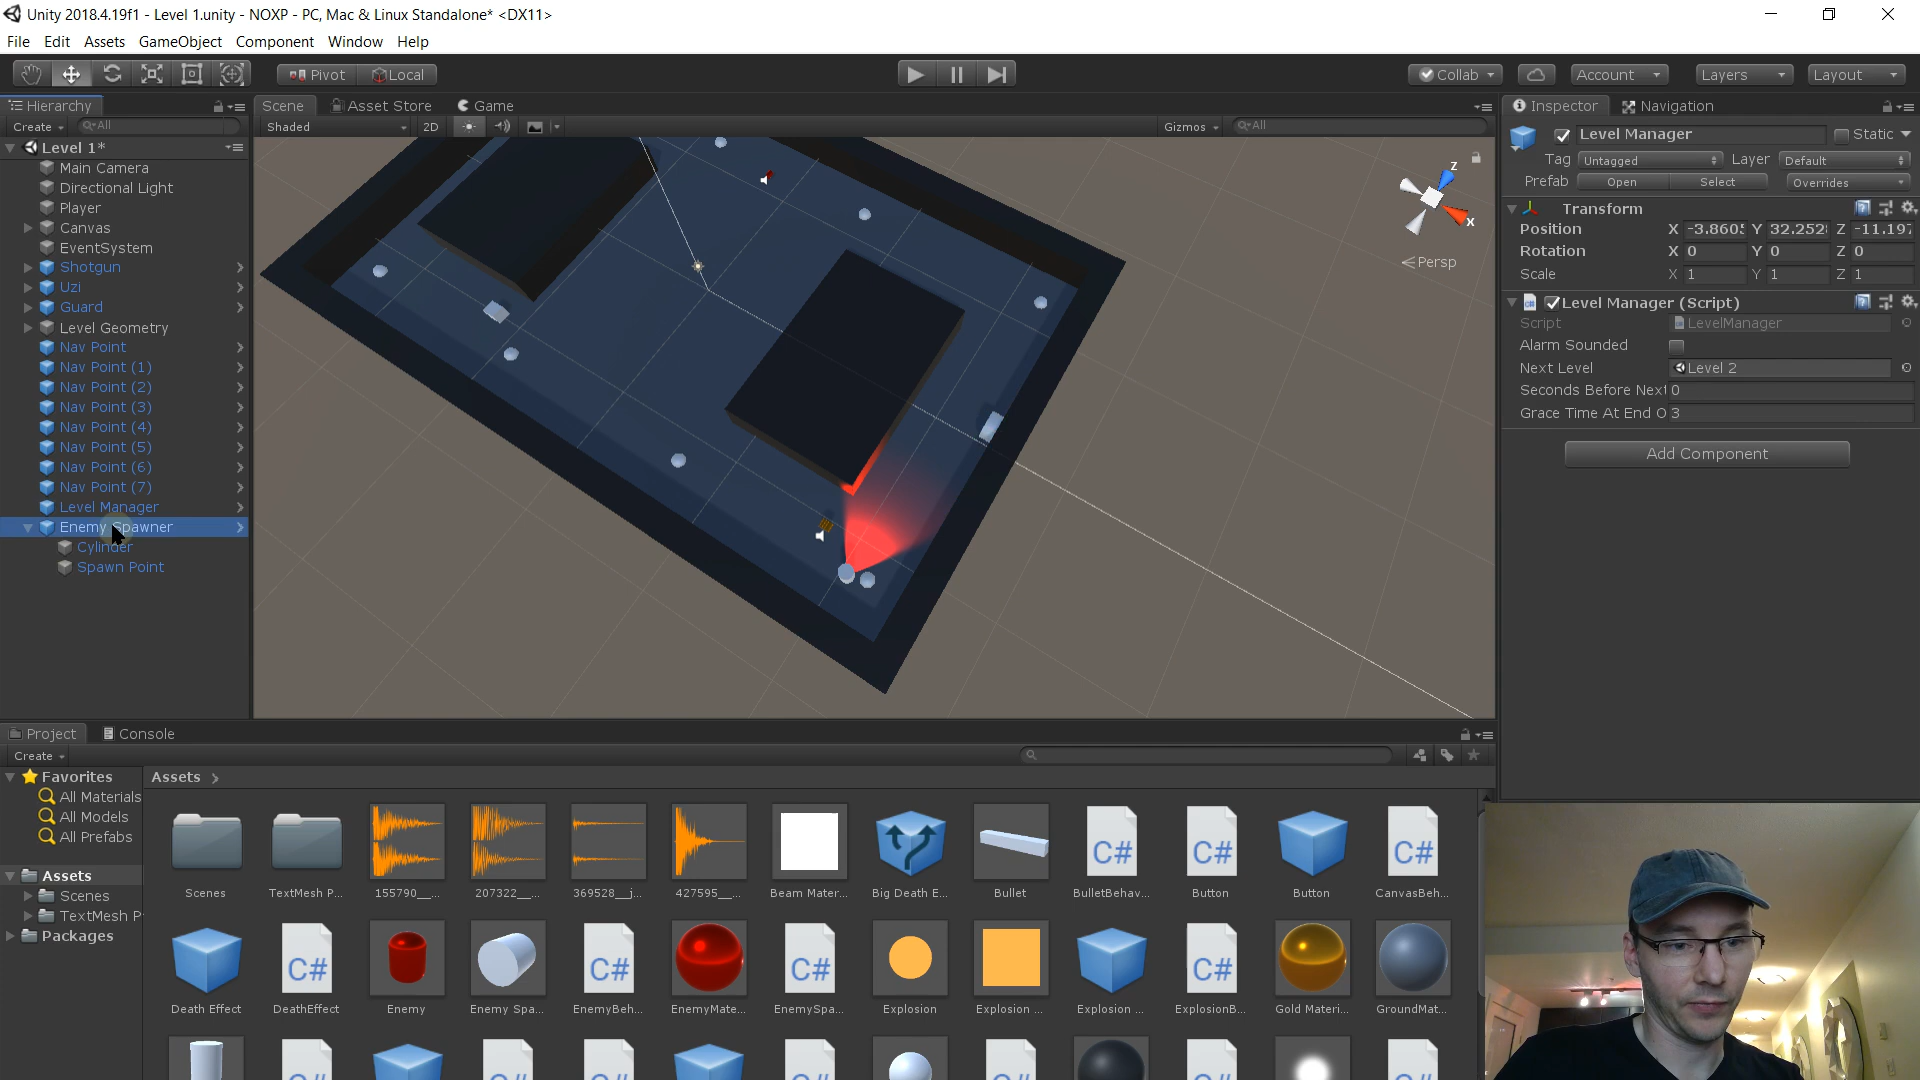 Unity 2018.4.19f1 - Level 1.unity - NOXP - PC, Mac & Linux Standalone* <DX11>
File Edit Assets GameObject Component Window Help
Pivot Local Collab Account Layers Layout
Hierarchy
Create All
Level 1*
Main Camera
Directional Light
Player
Canvas
EventSystem
Shotgun
Uzi
Guard
Level Geometry
Nav Point
Nav Point (1)
Nav Point (2)
Nav Point (3)
Nav Point (4)
Nav Point (5)
Nav Point (6)
Nav Point (7)
Level Manager
Enemy Spawner
Cylinder
Spawn Point
Scene Asset Store Game
Shaded 2D Gizmos All
z
x
Persp
Inspector Navigation
Level Manager Static
Tag Untagged Layer Default
Prefab Open Select Overrides
Transform
Position X -3.860 Y 32.252 Z -11.197
Rotation X 0 Y 0 Z 0
Scale X 1 Y 1 Z 1
Level Manager (Script)
Script LevelManager
Alarm Sounded
Next Level Level 2
Seconds Before Next 0
Grace Time At End O 3
Add Component
Project Console
Create
Favorites
All Materials
All Models
All Prefabs
Assets
Scenes
TextMesh P
Packages
Assets
Scenes TextMesh P... 155790__... 207322__... 369528__j... 427595__... Beam Mater... Big Death E... Bullet BulletBehav... Button Button CanvasBeh...
C# C# C#
Death Effect DeathEffect Enemy Enemy Spa... EnemyBeh... EnemyMate... EnemySpa... Explosion Explosion ... Explosion ... ExplosionB... Gold Materi... GroundMat...
C# C# C# C#
C# C# C# C# C# C# C#